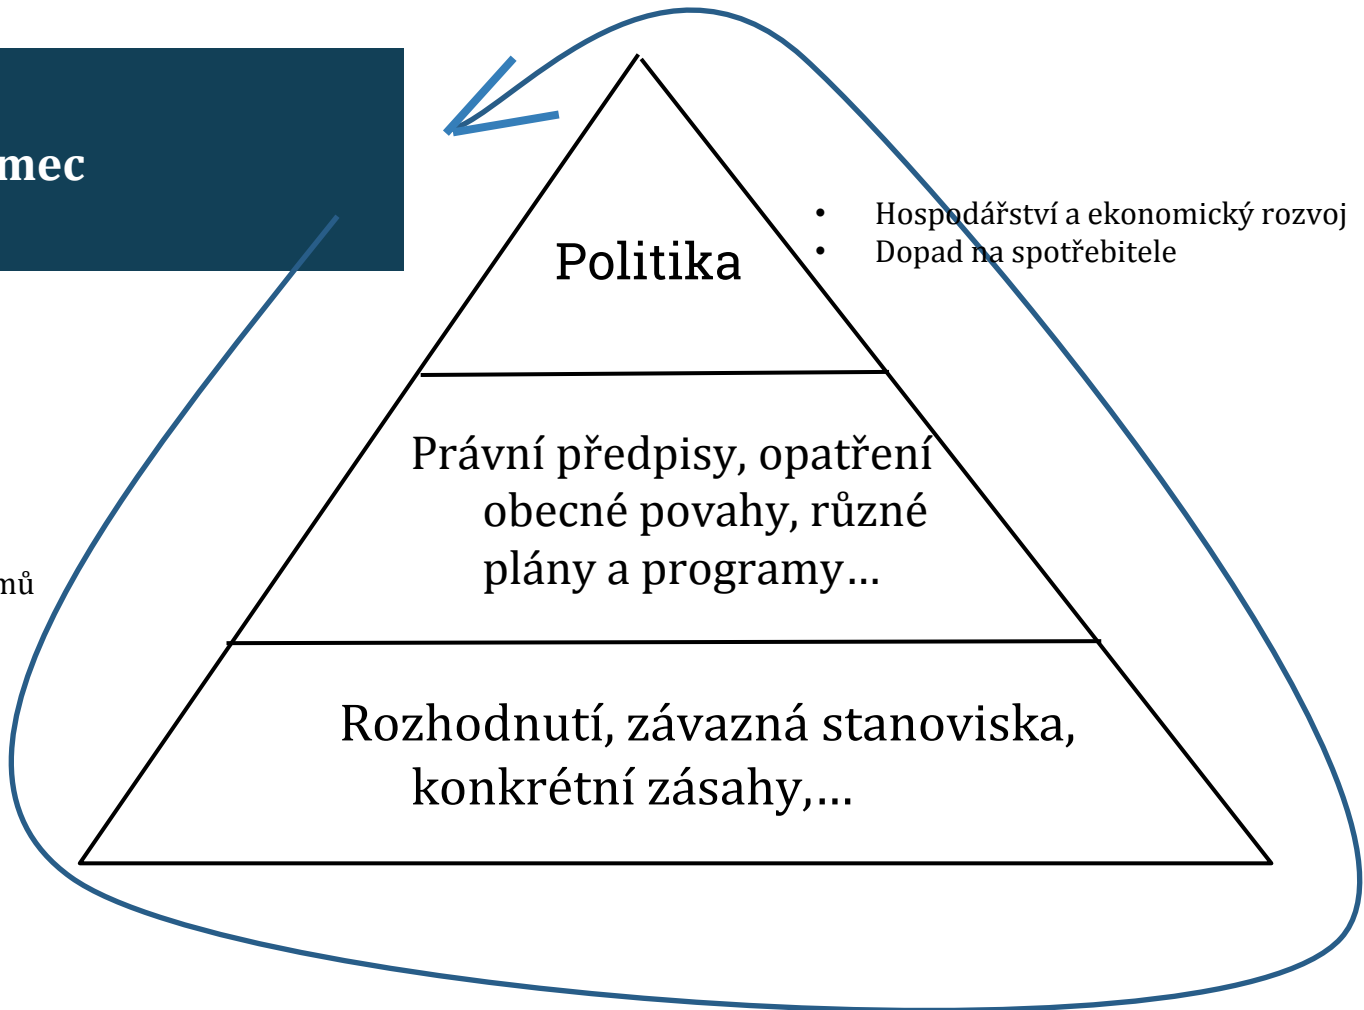 mec
• Hospodářství a ekonomický rozvoj
• Dopad na spotřebitele
Politika
Právní předpisy, opatření
obecné povahy, různé
plány a programy…
mů
Rozhodnutí, závazná stanoviska,
konkrétní zásahy,…